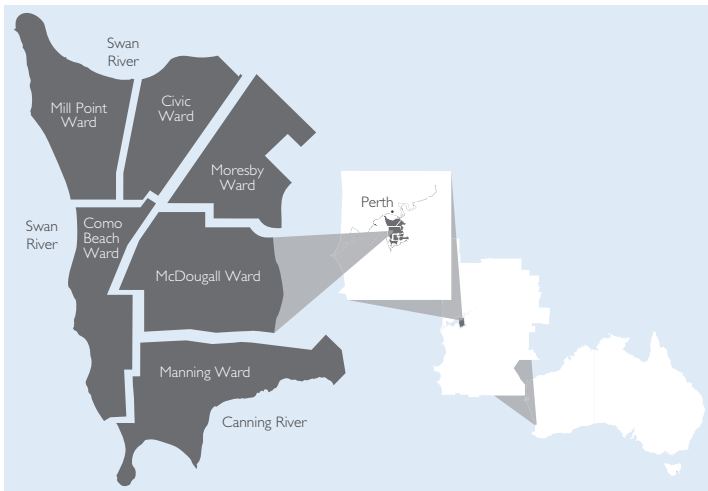 Swan
River
Mill Point
Ward
Civic
Ward
Moresby
Ward
Perth
Swan
River
Como
Beach
Ward
McDougall Ward
Manning Ward
Canning River